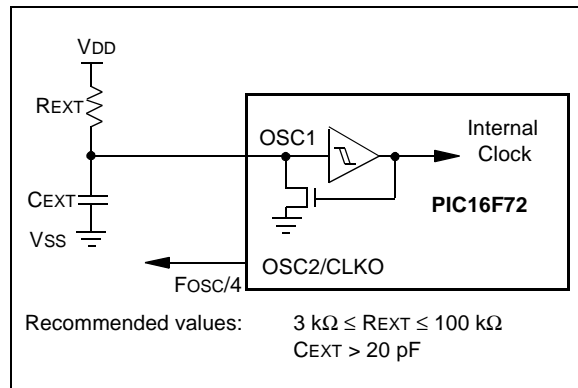 VDD
REXT
OSC1
Internal
Clock
CEXT
PIC16F72
VSS
OSC2/CLKO
FOSC/4
Recommended values: 3 kΩ ≤ REXT ≤ 100 kΩ
CEXT > 20 pF